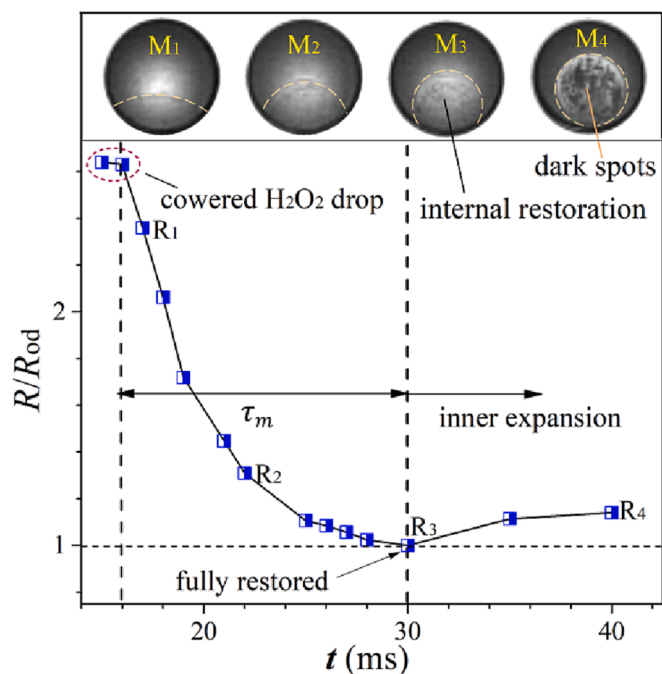 M1 M2 M3 M4
dark spots
cowered H2O2 drop
internal restoration
R1
2
R/Rod
τm
inner expansion
R2
R3
R4
1
fully restored
20 30 40
t (ms)